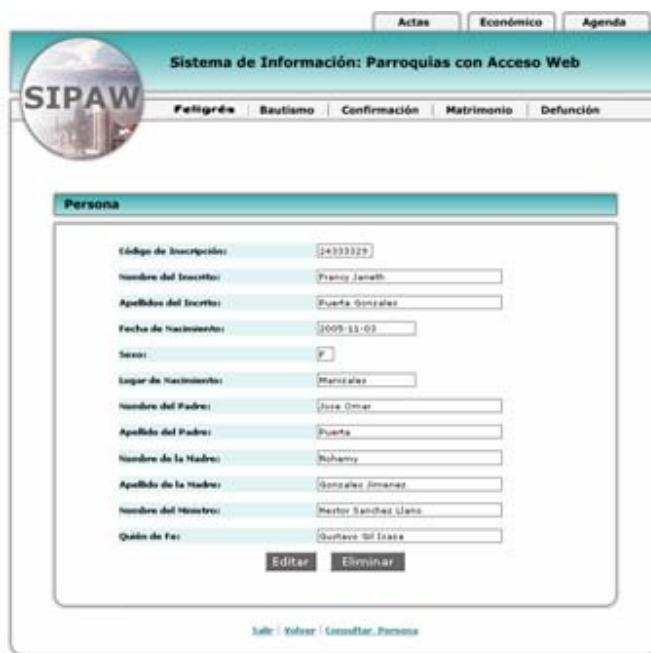 Actas Económico Agenda
Sistema de Información: Parroquias con Acceso Web
SIPAW
Feligrés Bautismo Confirmación Matrimonio Defunción
Persona
Código de Inscripción: 24333329
Nombre del Inscrito: Francy Janeth
Apellidos del Incrito: Puerta Gonzalez
Fecha de Nacimiento: 2005-11-03
Sexo: F
Lugar de Nacimiento: Manizales
Nombre del Padre: Jose Omar
Apellido del Padre: Puerta
Nombre de la Madre: Nohemy
Apellido de la Madre: Gonzalez Jimenez
Nombre del Ministro: Nestor Sanchez Llano
Quién da Fe: Gustavo Gil Isaza
Editar Eliminar
Salir | Volver | Consultar Persona